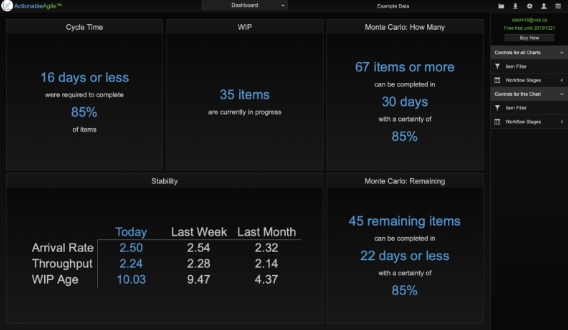 ActionableAgile™
Dashboard
Example Data
Free trial until 20191021
Buy Now
Controls for all Charts
Item Filter
Workflow Stages
Controls for this Chart
Item Filter
Workflow Stages
Cycle Time
16 days or less
were required to complete
85%
of items
WIP
35 items
are currently in progress
Monte Carlo: How Many
67 items or more
can be completed in
30 days
with a certainty of
85%
Stability
Today Last Week Last Month
Arrival Rate 2.50 2.54 2.32
Throughput 2.24 2.28 2.14
WIP Age 10.03 9.47 4.37
Monte Carlo: Remaining
45 remaining items
can be completed in
22 days or less
with a certainty of
85%